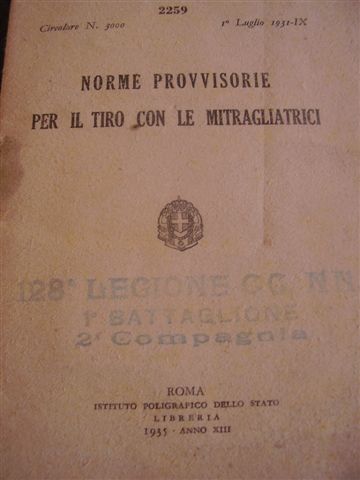 2259
Circolare N. 3000 1° Luglio 1931-IX
NORME PROVVISORIE
PER IL TIRO CON LE MITRAGLIATRICI
128ª LEGIONE CC. NN.
1° BATTAGLIONE
2ª Compagnia
ROMA
ISTITUTO POLIGRAFICO DELLO STATO
LIBRERIA
1935 - ANNO XIII